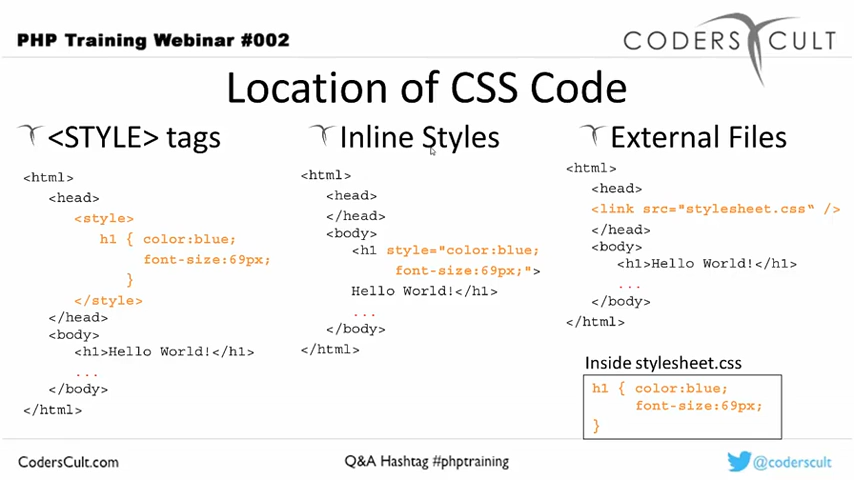 PHP Training Webinar #002
CODERS CULT
Location of CSS Code
<STYLE> tags
<html>
<head>
<style>
h1 { color:blue;
font-size:69px;
}
</style>
</head>
<body>
<h1>Hello World!</h1>
...
</body>
</html>
Inline Styles
<html>
<head>
</head>
<body>
<h1 style="color:blue;
font-size:69px;">
Hello World!</h1>
...
</body>
</html>
External Files
<html>
<head>
<link src="stylesheet.css“ />
</head>
<body>
<h1>Hello World!</h1>
...
</body>
</html>
Inside stylesheet.css
h1 { color:blue;
font-size:69px;
}
CodersCult.com
Q&A Hashtag #phptraining
@coderscult